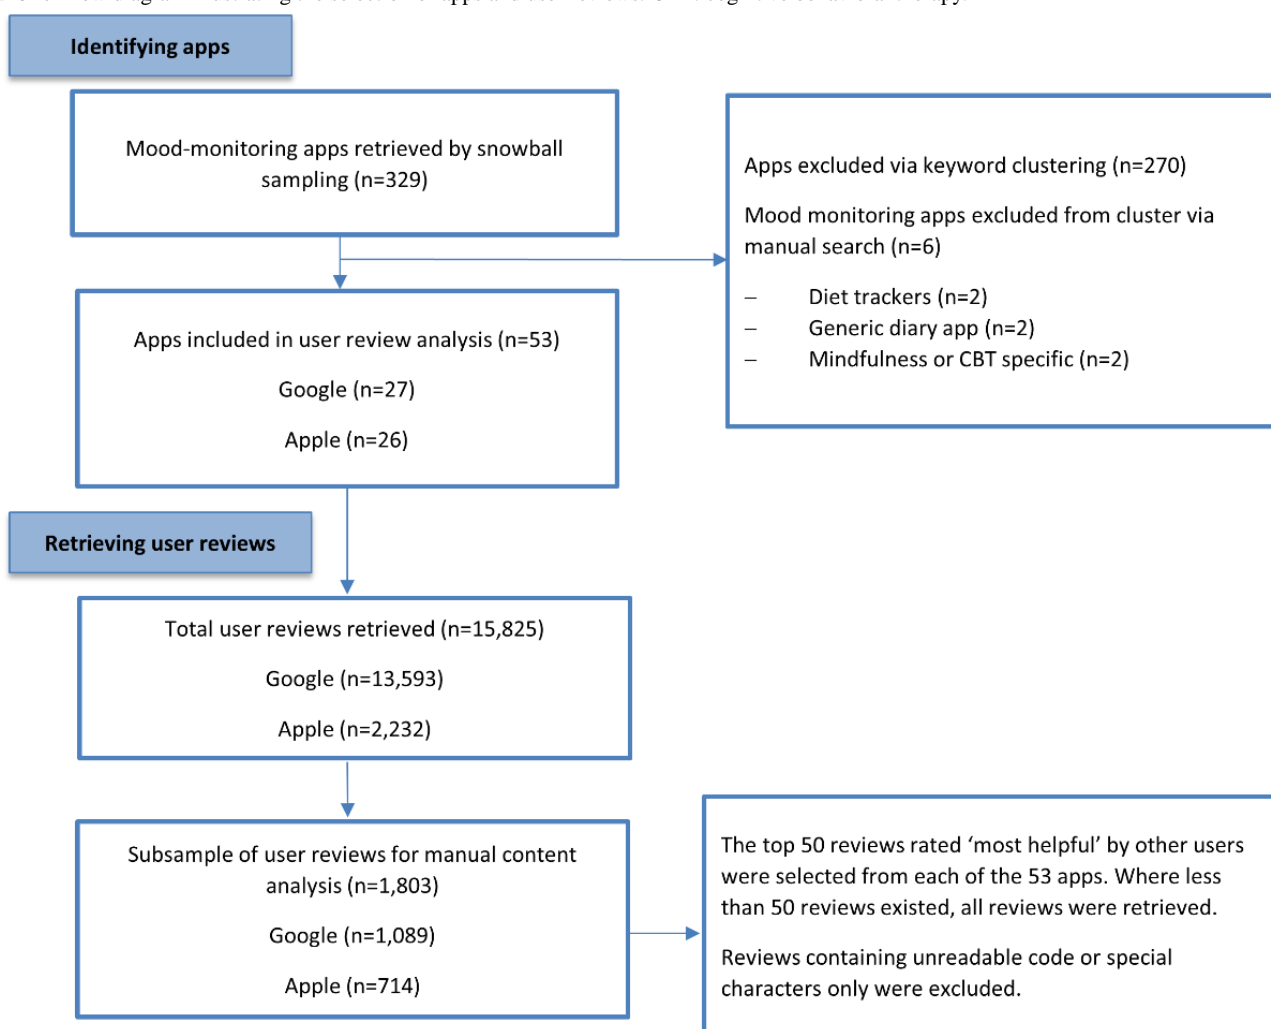 Identifying apps
Mood-monitoring apps retrieved by snowball
sampling (n=329)
Apps excluded via keyword clustering (n=270)
Mood monitoring apps excluded from cluster via
manual search (n=6)
– Diet trackers (n=2)
– Generic diary app (n=2)
– Mindfulness or CBT specific (n=2)
Apps included in user review analysis (n=53)
Google (n=27)
Apple (n=26)
Retrieving user reviews
Total user reviews retrieved (n=15,825)
Google (n=13,593)
Apple (n=2,232)
Subsample of user reviews for manual content
analysis (n=1,803)
Google (n=1,089)
Apple (n=714)
The top 50 reviews rated ‘most helpful’ by other users
were selected from each of the 53 apps. Where less
than 50 reviews existed, all reviews were retrieved.
Reviews containing unreadable code or special
characters only were excluded.